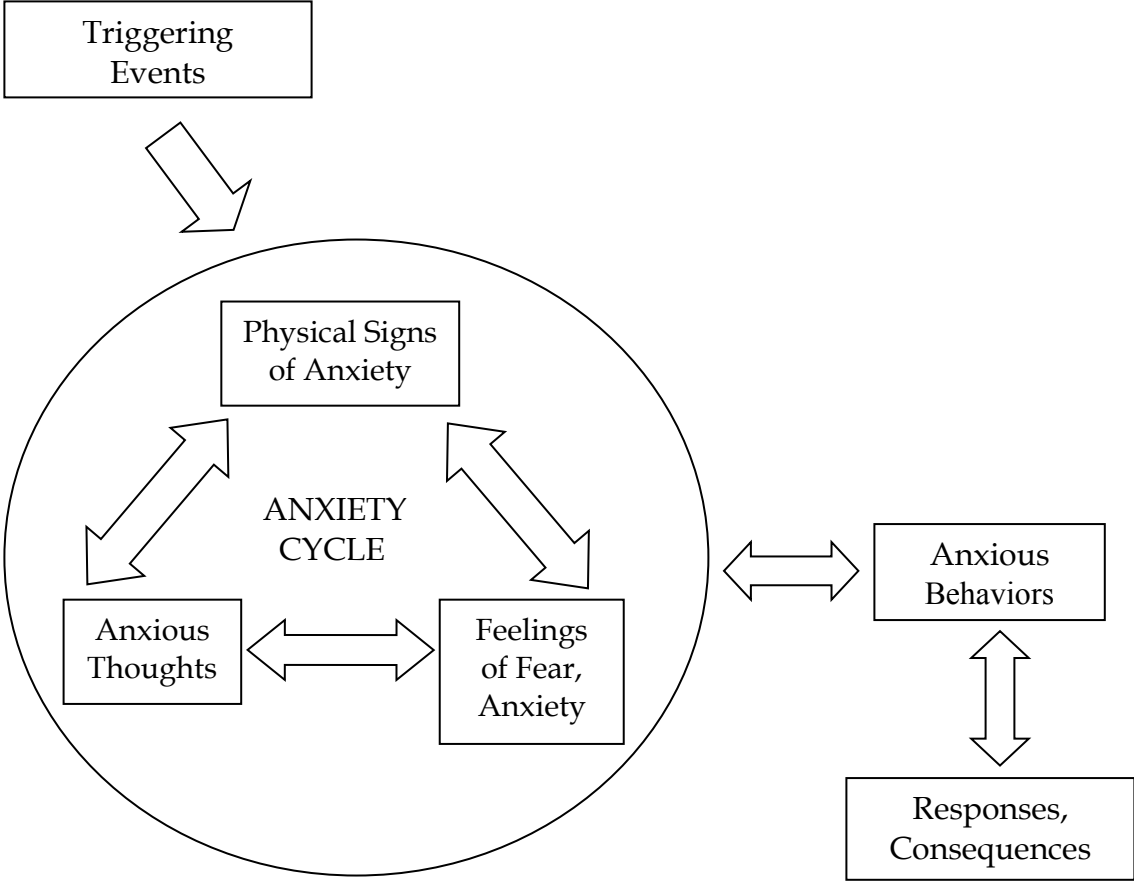 Triggering
Events
Physical Signs
of Anxiety
ANXIETY
CYCLE
Anxious
Thoughts
Feelings
of Fear,
Anxiety
Anxious
Behaviors
Responses,
Consequences